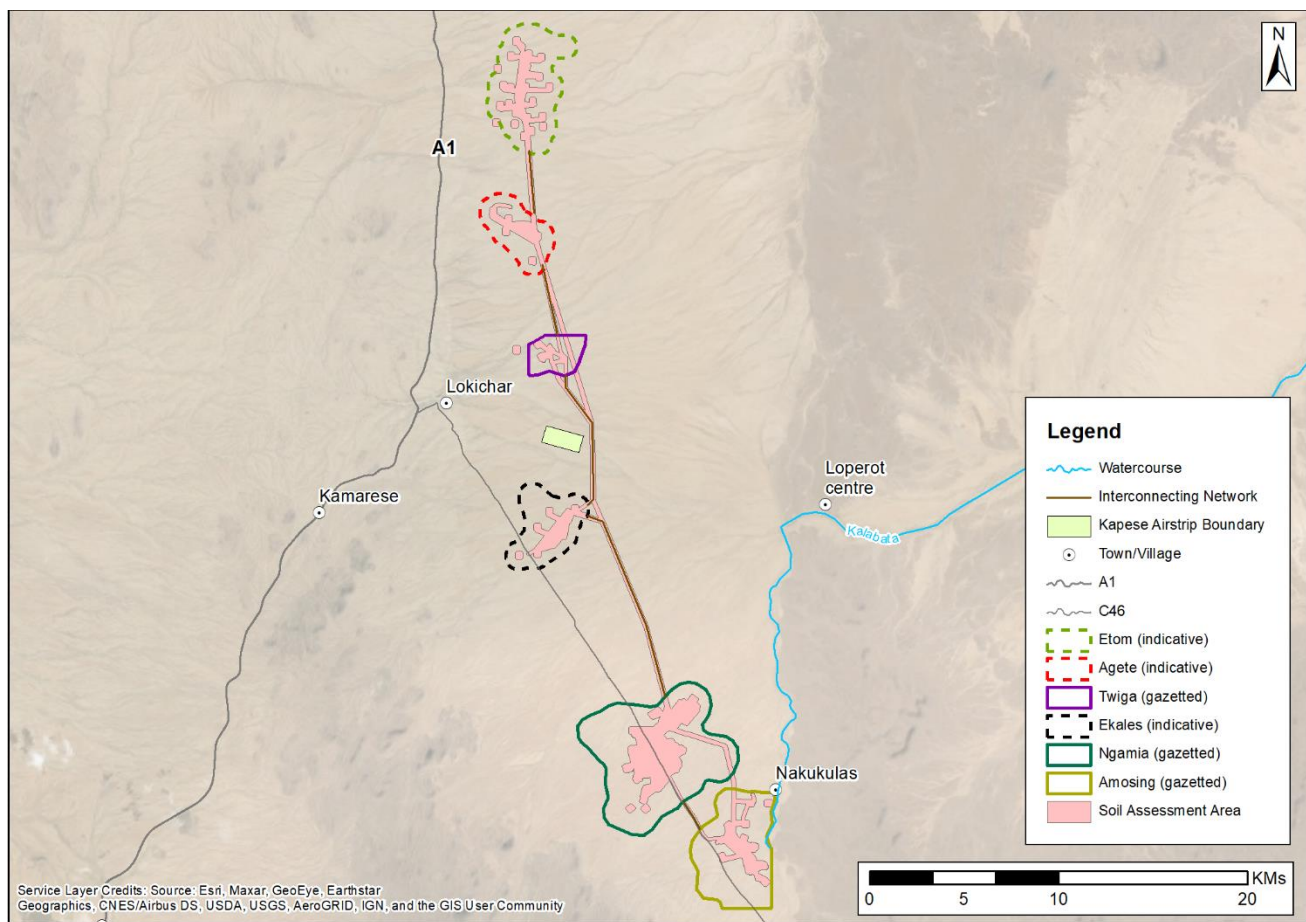 N
A1
Lokichar
Kamarese
Loperot
centre
Kalabata
Nakukulas
Legend
Watercourse
Interconnecting Network
Kapese Airstrip Boundary
Town/Village
A1
C46
Etom (indicative)
Agete (indicative)
Twiga (gazetted)
Ekales (indicative)
Ngamia (gazetted)
Amosing (gazetted)
Soil Assessment Area
KMs
0 5 10 20
Service Layer Credits: Source: Esri, Maxar, GeoEye, Earthstar
Geographics, CNES/Airbus DS, USDA, USGS, AeroGRID, IGN, and the GIS User Community